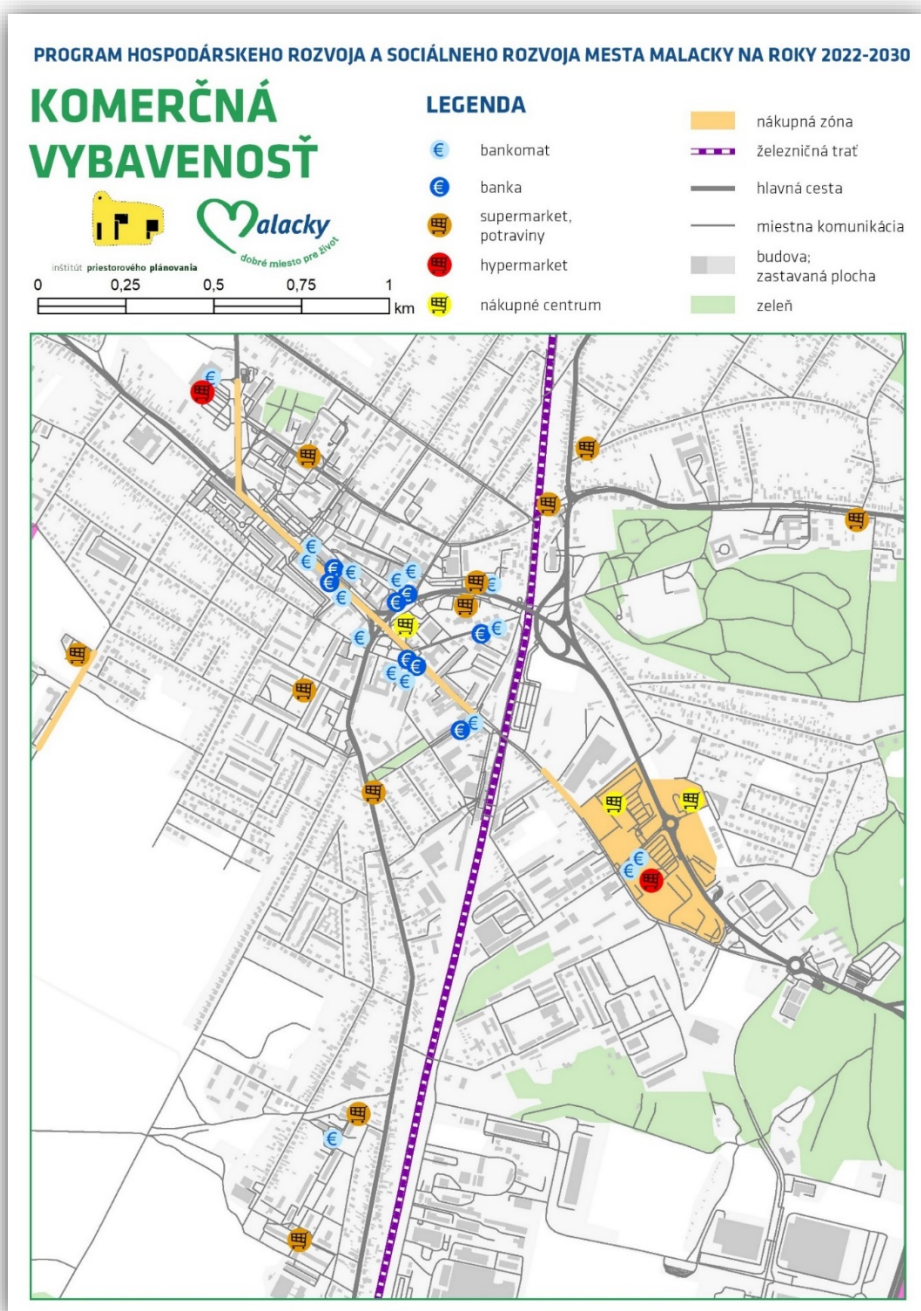 PROGRAM HOSPODÁRSKEHO ROZVOJA A SOCIÁLNEHO ROZVOJA MESTA MALACKY NA ROKY 2022-2030
KOMERČNÁ
VYBAVENOSŤ
inštitút priestorového plánovania
Malacky
dobré miesto pre život
0 0,25 0,5 0,75 1
km
LEGENDA
€ bankomat
€ banka
supermarket,
potraviny
hypermarket
nákupné centrum
nákupná zóna
železničná trať
hlavná cesta
miestna komunikácia
budova;
zastavaná plocha
zeleň